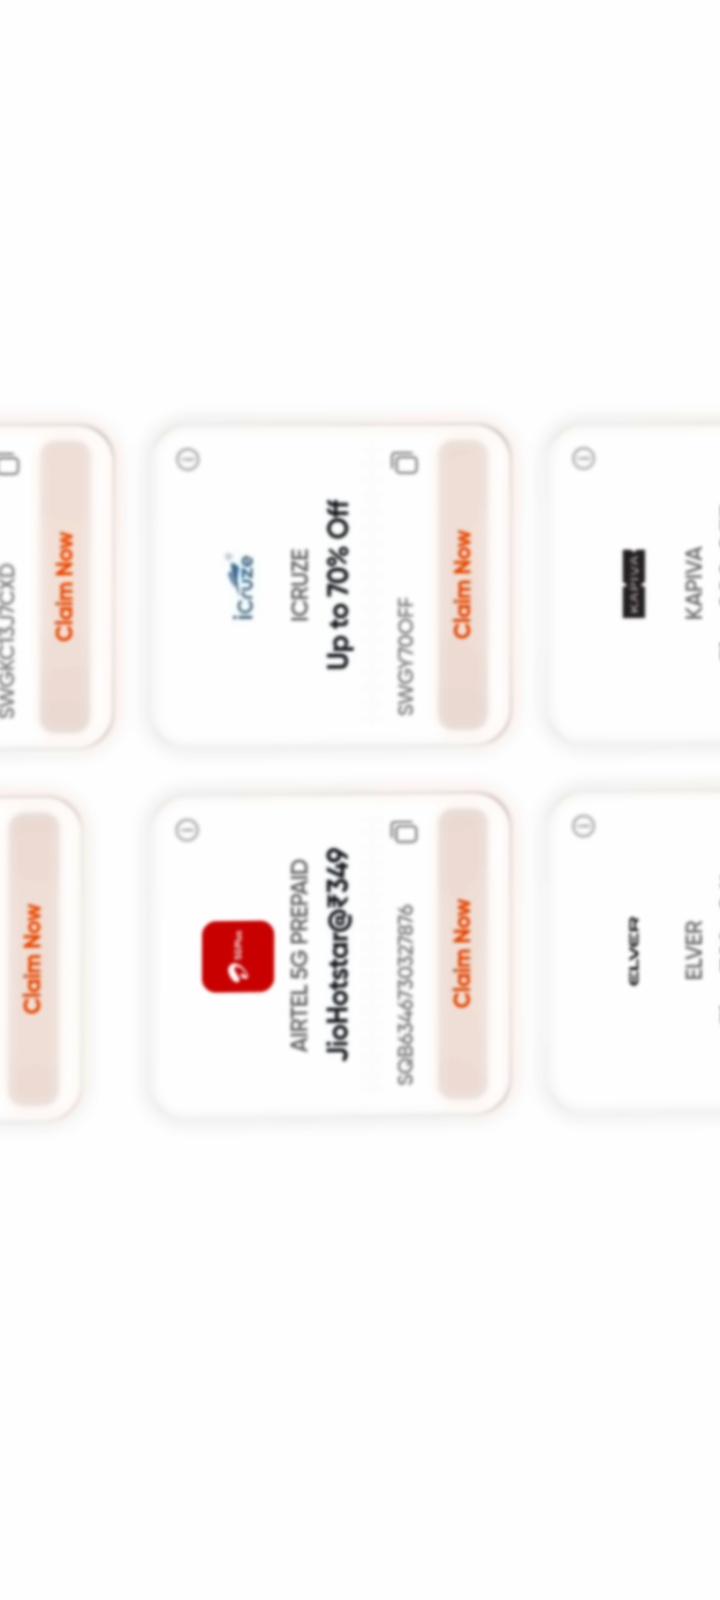 SWGKC13J7CXD
Claim Now
Claim Now
AIRTEL 5G PREPAID
JioHotstar@₹349
SQB6346730327876
Claim Now
icruze
ICRUZE
Up to 70% Off
SWGY70OFF
Claim Now
ELVER
ELVER
KAPIVA
KAPIVA